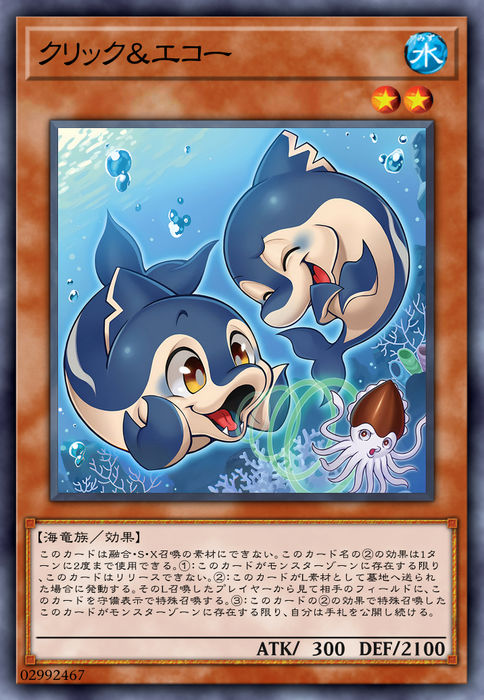 クリック&エコー
みず
水
【海竜族/効果】
このカードは融合・S・X召喚の素材にできない。このカード名の②の効果は1タ
ーンに2度まで使用できる。①:このカードがモンスターゾーンに存在する限り
、このカードはリリースできない。②:このカードがL素材として墓地へ送られ
た場合に発動する。そのL召喚したプレイヤーから見て相手のフィールドに、こ
のカードを守備表示で特殊召喚する。③:このカードの②の効果で特殊召喚した
このカードがモンスターゾーンに存在する限り、自分は手札を公開し続ける。
ATK/ 300 DEF/2100
02992467